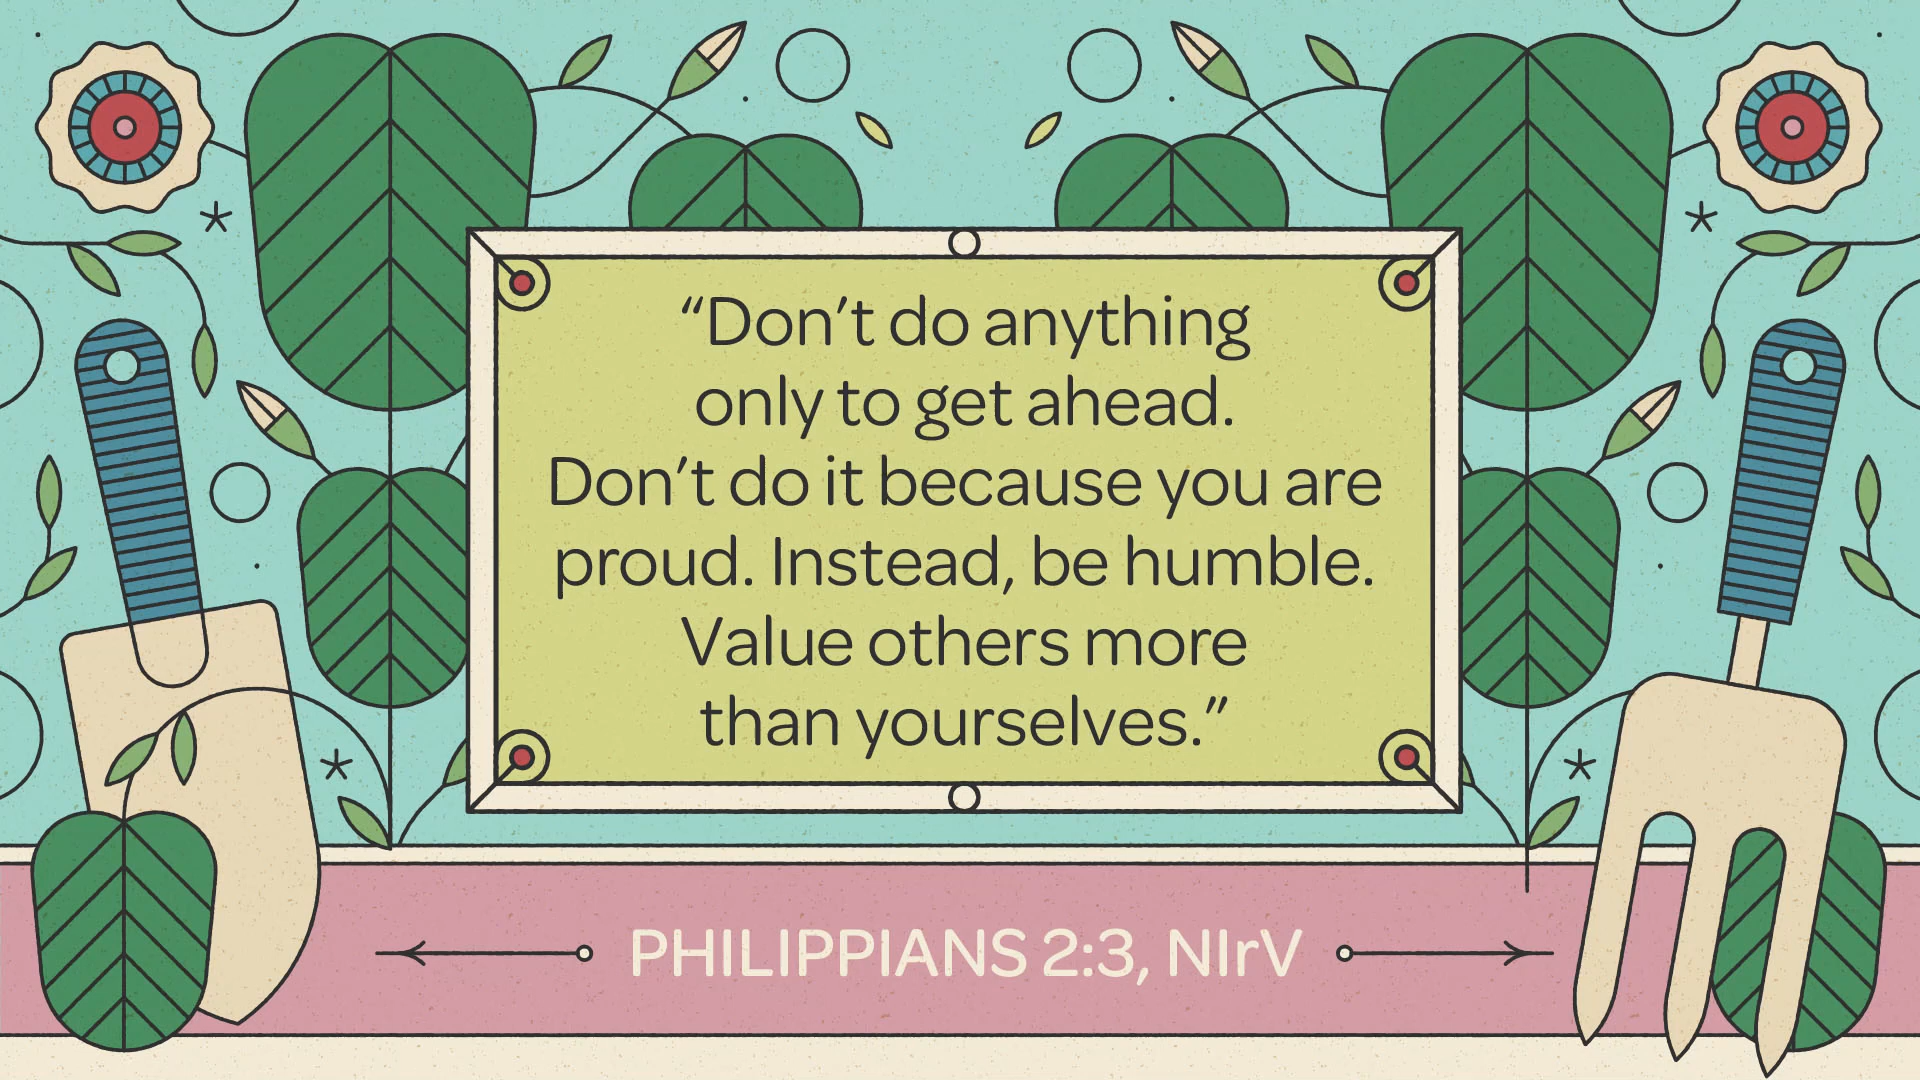 “Don’t do anything
only to get ahead.
Don’t do it because you are
proud. Instead, be humble.
Value others more
than yourselves.”
PHILIPPIANS 2:3, NIrV